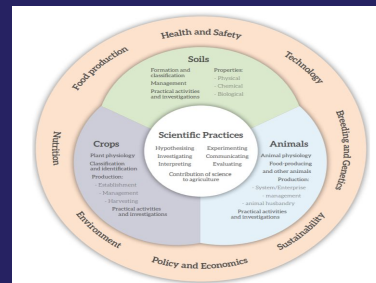 Health and Safety
Food production
Technology
Nutrition
Breeding and Genetics
Environment
Sustainability
Policy and Economics
Soils
Formation and
classification
Management
Practical activities
and investigations
Properties:
- Physical
- Chemical
- Biological
Scientific Practices
Hypothesising
Experimenting
Investigating
Communicating
Interpreting
Evaluating
Contribution of science
to agriculture
Crops
Plant physiology
Classification
and identification
Production:
- Establishment
- Management
- Harvesting
Practical activities
and investigations
Animals
Animal physiology
Food-producing
and other animals
Production:
- System/Enterprise
- management
- animal husbandry
Practical activities
and investigations